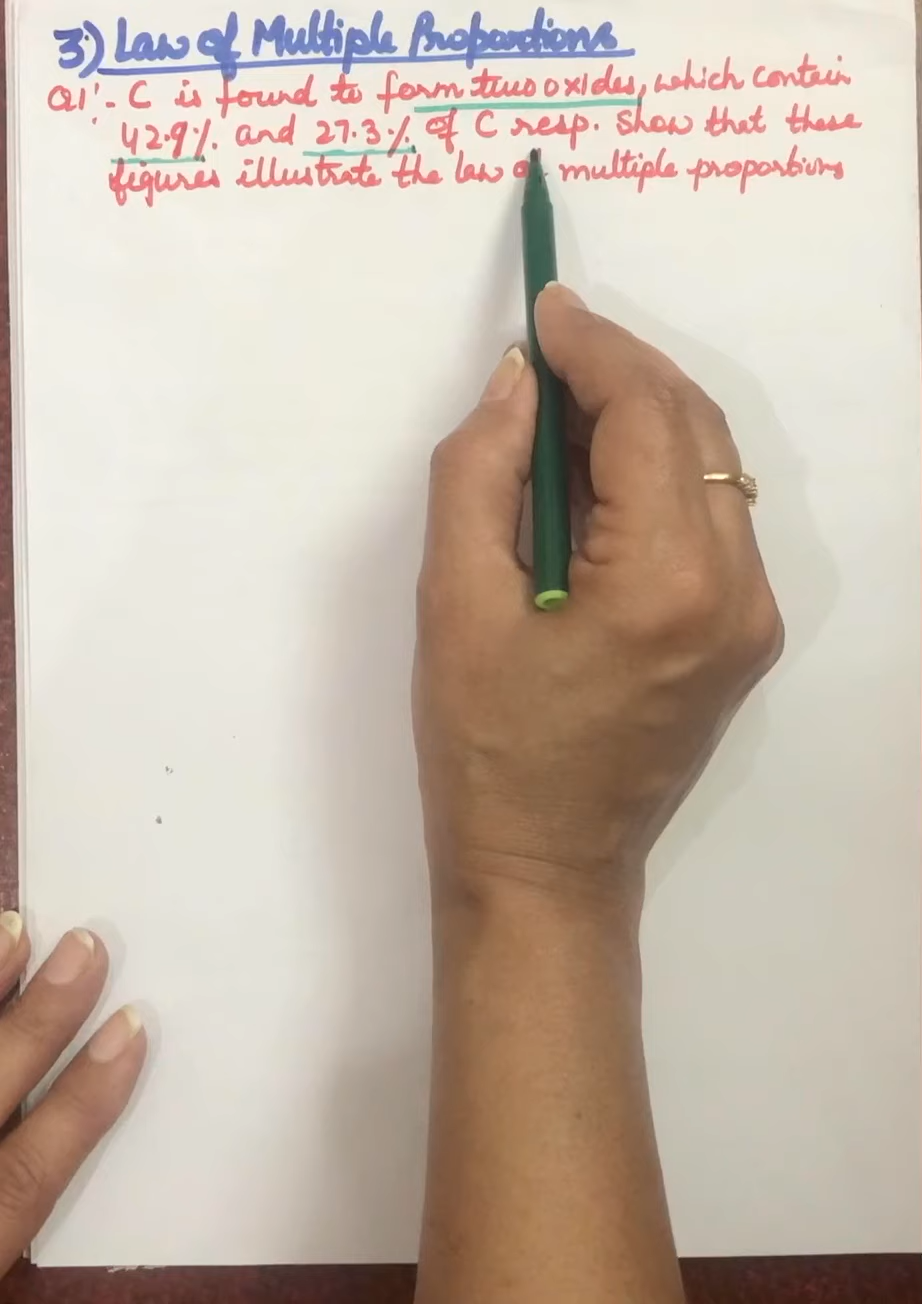 3) Law of Multiple Proportions
Q1:- C is found to form two oxides, which contain
42.9%. and 27.3% of C resp. Show that these
figures illustrate the law of multiple proportions